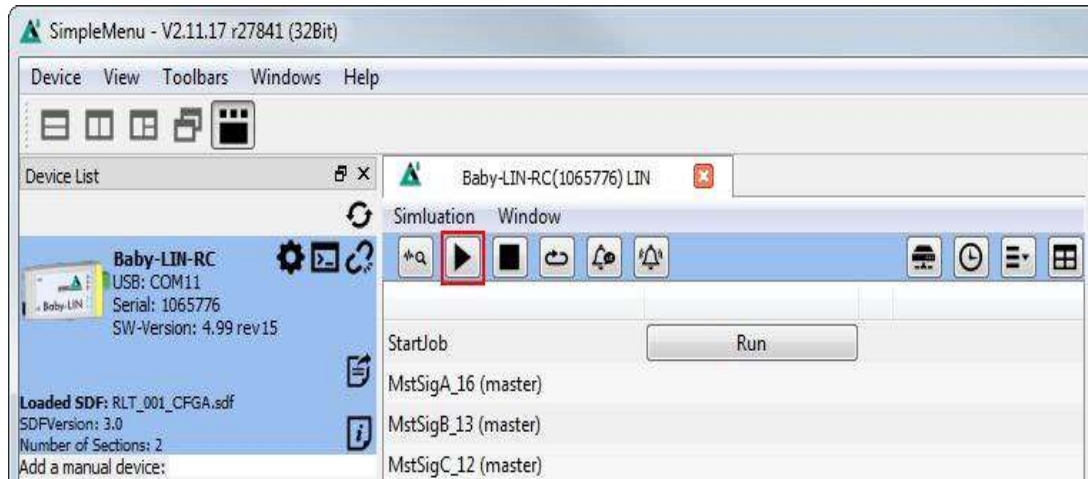 SimpleMenu - V2.11.17 r27841 (32Bit)
Device View Toolbars Windows Help
Device List
Baby-LIN-RC(1065776) LIN
Simluation Window
Baby-LIN-RC
USB: COM11
Serial: 1065776
SW-Version: 4.99 rev15
Baby-LIN
StartJob Run
MstSigA_16 (master)
Loaded SDF: RLT_001_CFGA.sdf
SDFVersion: 3.0
MstSigB_13 (master)
Number of Sections: 2
Add a manual device:
MstSigC_12 (master)